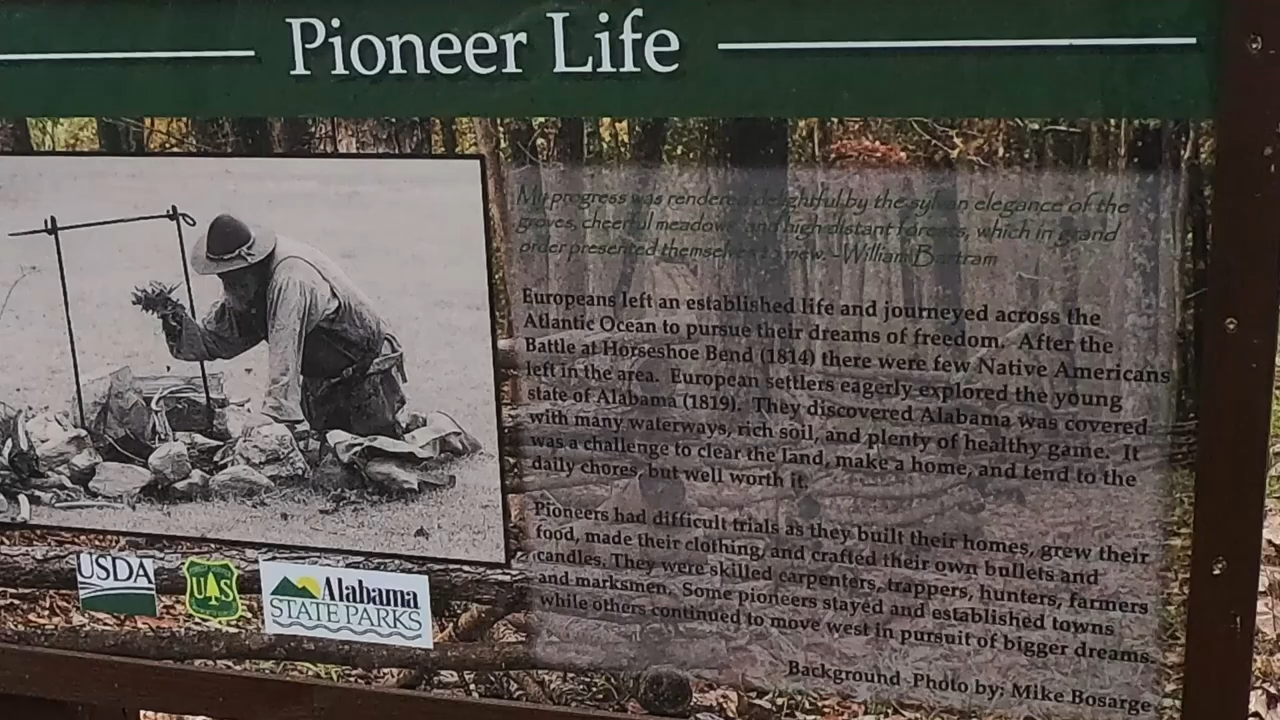 Pioneer Life
My progress was rendered delightful by the sylvan elegance of the
groves, cheerful meadows, and high distant forests, which in grand
order presented themselves to view. -William Bartram
Europeans left an established life and journeyed across the
Atlantic Ocean to pursue their dreams of freedom. After the
Battle at Horseshoe Bend (1814) there were few Native Americans
left in the area. European settlers eagerly explored the young
state of Alabama (1819). They discovered Alabama was covered
with many waterways, rich soil, and plenty of healthy game. It
was a challenge to clear the land, make a home, and tend to the
daily chores, but well worth it.
Pioneers had difficult trials as they built their homes, grew their
food, made their clothing, and crafted their own bullets and
candles. They were skilled carpenters, trappers, hunters, farmers
and marksmen. Some pioneers stayed and established towns
while others continued to move west in pursuit of bigger dreams.
Background Photo by: Mike Bosarge
USDA
U S
Alabama
STATE PARKS